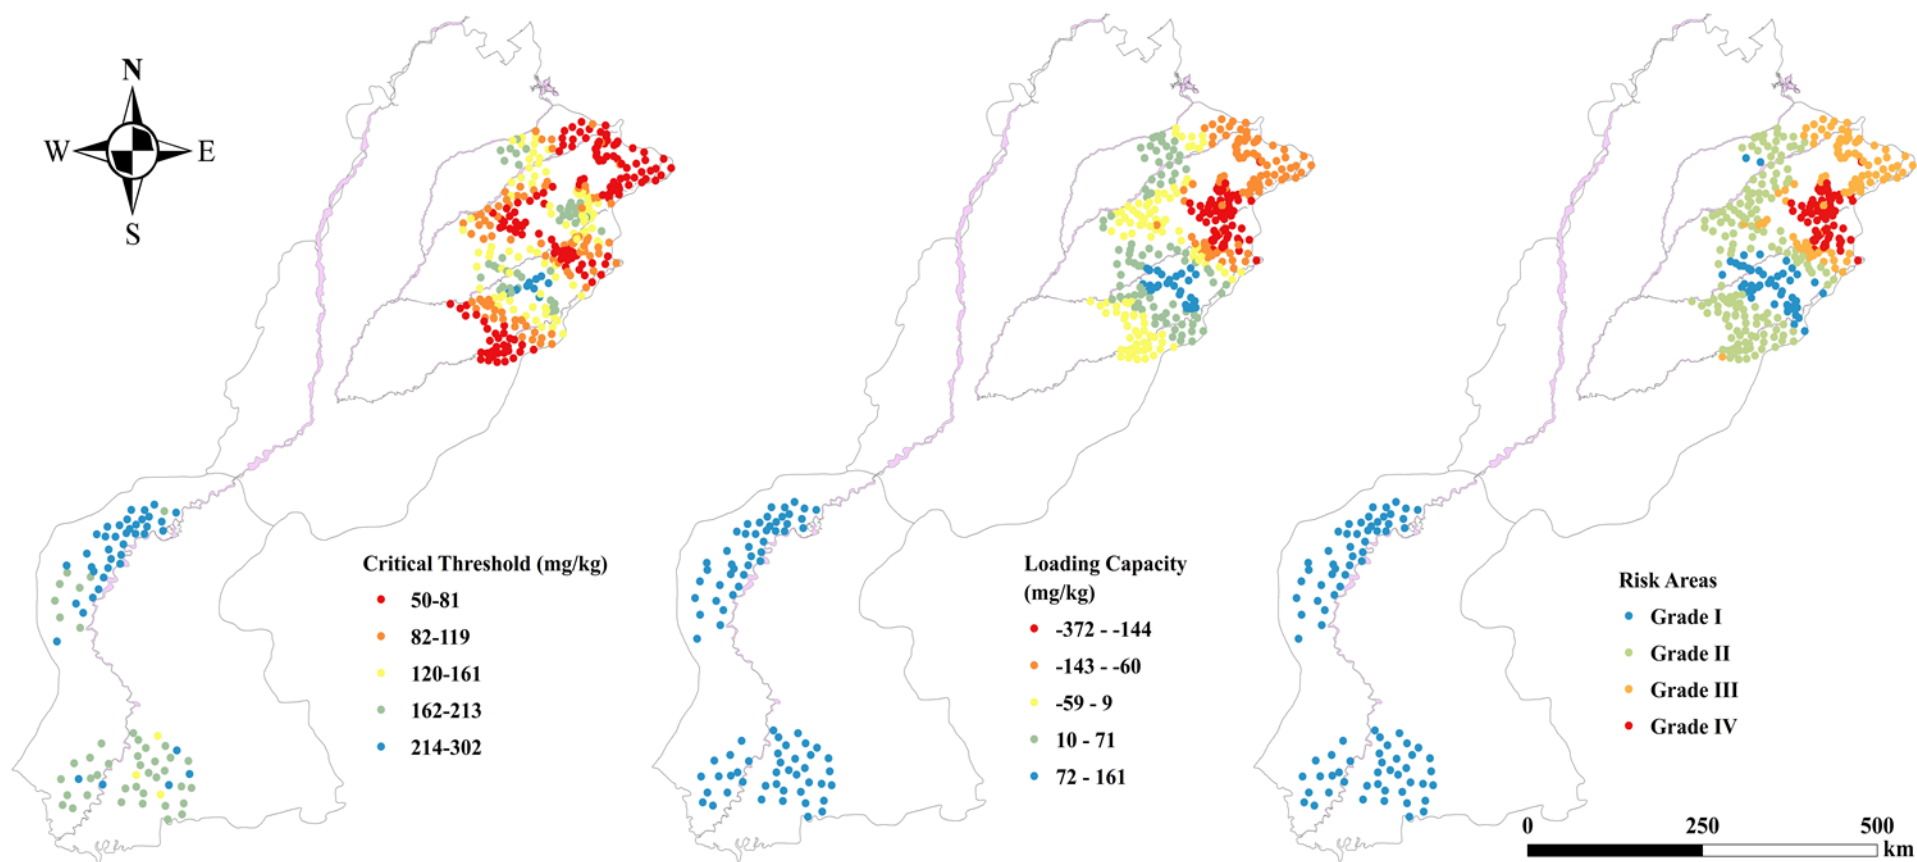 N
W E
S
Critical Threshold (mg/kg)
50-81
82-119
120-161
162-213
214-302
Loading Capacity
(mg/kg)
-372 - -144
-143 - -60
-59 - 9
10 - 71
72 - 161
Risk Areas
Grade I
Grade II
Grade III
Grade IV
0 250 500
km